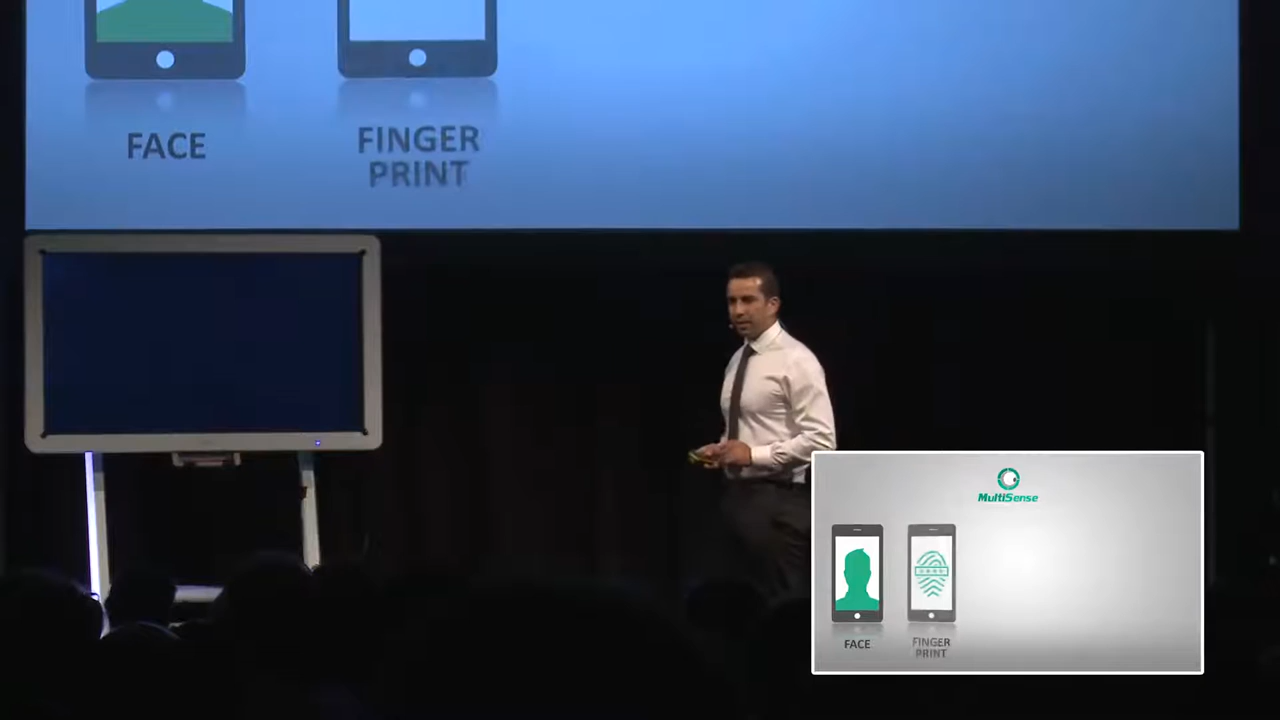 FACE
FINGER
PRINT
MultiSense
FACE
FINGER
PRINT